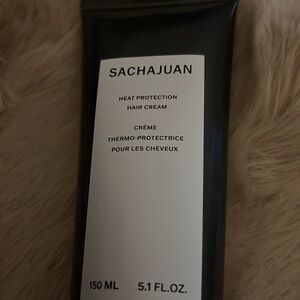 SACHAJUAN
HEAT PROTECTION
HAIR CREAM
CRÈME
THERMO-PROTECTRICE
POUR LES CHEVEUX
150 ML 5.1 FL.OZ.